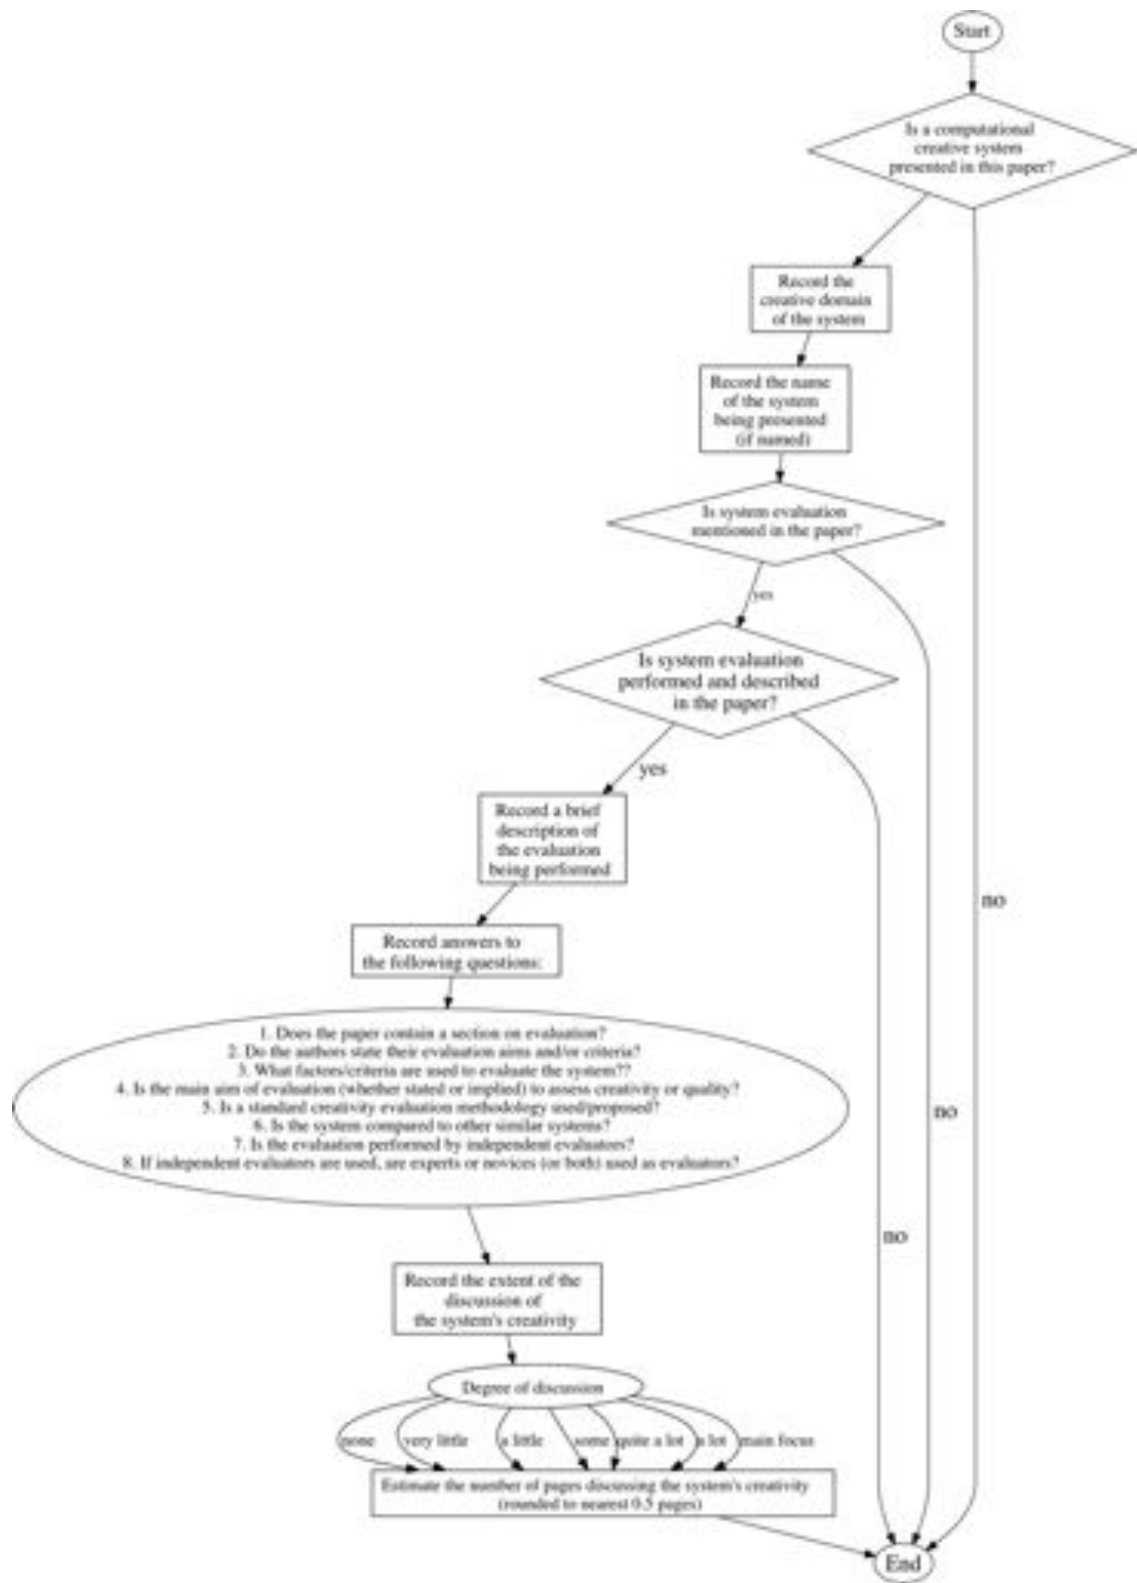 Start
Is a computational
creative system
presented in this paper?
Record the
creative domain
of the system
Record the name
of the system
being presented
(if named)
Is system evaluation
mentioned in the paper?
yes
Is system evaluation
performed and described
in the paper?
yes
Record a brief
description of
the evaluation
being performed
no
Record answers to
the following questions:
1. Does the paper contain a section on evaluation?
2. Do the authors state their evaluation aims and/or criteria?
3. What factors/criteria are used to evaluate the system??
4. Is the main aim of evaluation (whether stated or implied) to assess creativity or quality?
5. Is a standard creativity evaluation methodology used/proposed?
6. Is the system compared to other similar systems?
7. Is the evaluation performed by independent evaluators?
8. If independent evaluators are used, are experts or novices (or both) used as evaluators?
no
no
Record the extent of the
discussion of
the system's creativity
Degree of discussion
none very little a little some quite a lot a lot main focus
Estimate the number of pages discussing the system's creativity
(rounded to nearest 0.5 pages)
End